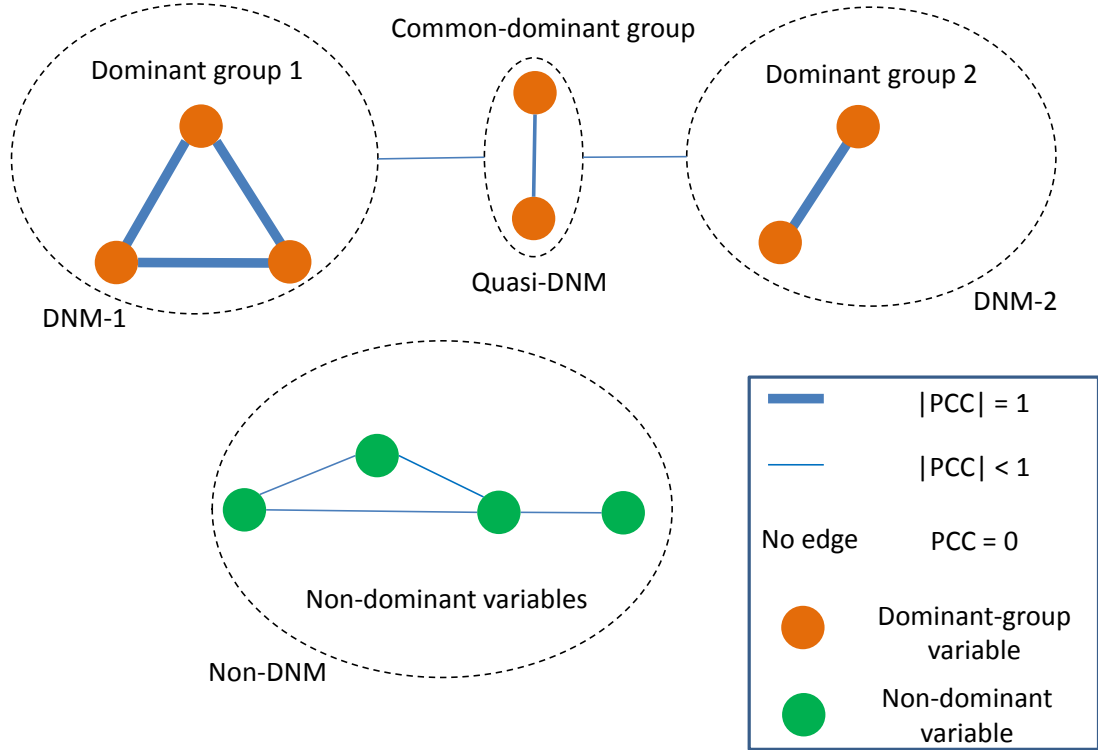 Common-dominant group
Dominant group 1
Dominant group 2
Quasi-DNM
DNM-1
DNM-2
|PCC| = 1
|PCC| < 1
No edge PCC = 0
Non-dominant variables
Dominant-group
variable
Non-DNM
Non-dominant
variable